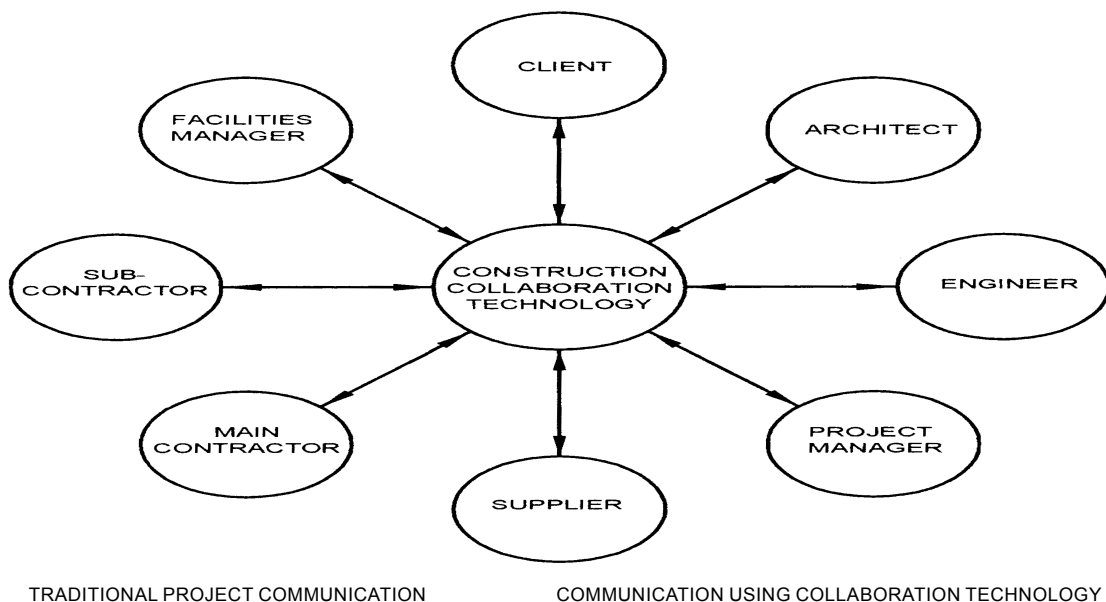 CLIENT
FACILITIES
MANAGER
ARCHITECT
SUB-
CONTRACTOR
CONSTRUCTION
COLLABORATION
TECHNOLOGY
ENGINEER
MAIN
CONTRACTOR
PROJECT
MANAGER
SUPPLIER
TRADITIONAL PROJECT COMMUNICATION
COMMUNICATION USING COLLABORATION TECHNOLOGY